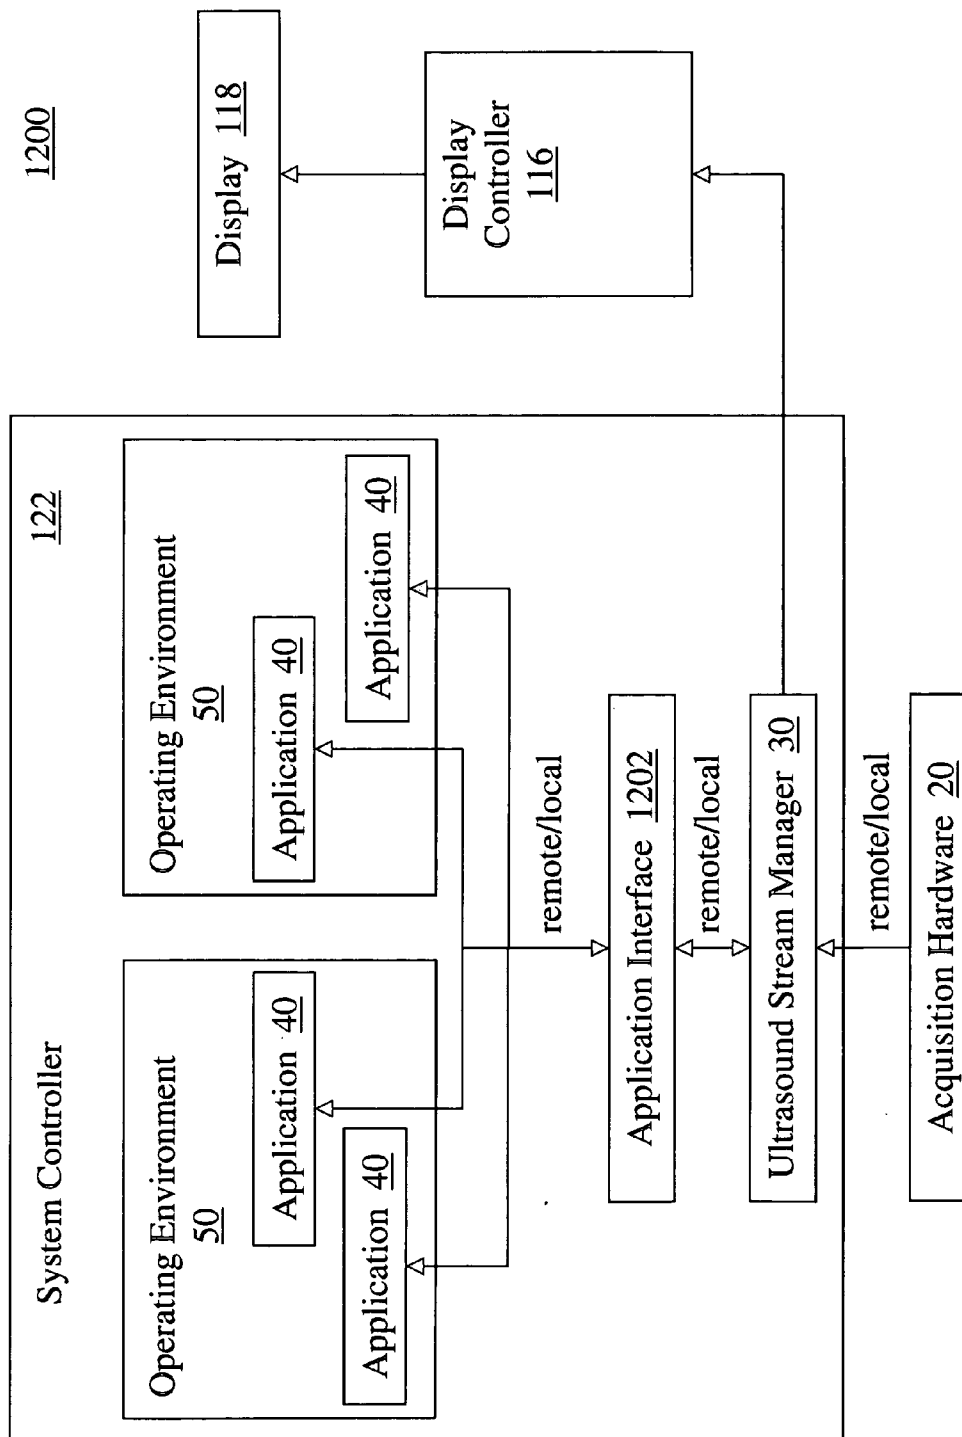 1200
System Controller
122
Operating Environment
50
Application 40
Application 40
Operating Environment
50
Application 40
Application 40
Display 118
Display
Controller
116
remote/local
Application Interface 1202
remote/local
Ultrasound Stream Manager 30
remote/local
Acquisition Hardware 20